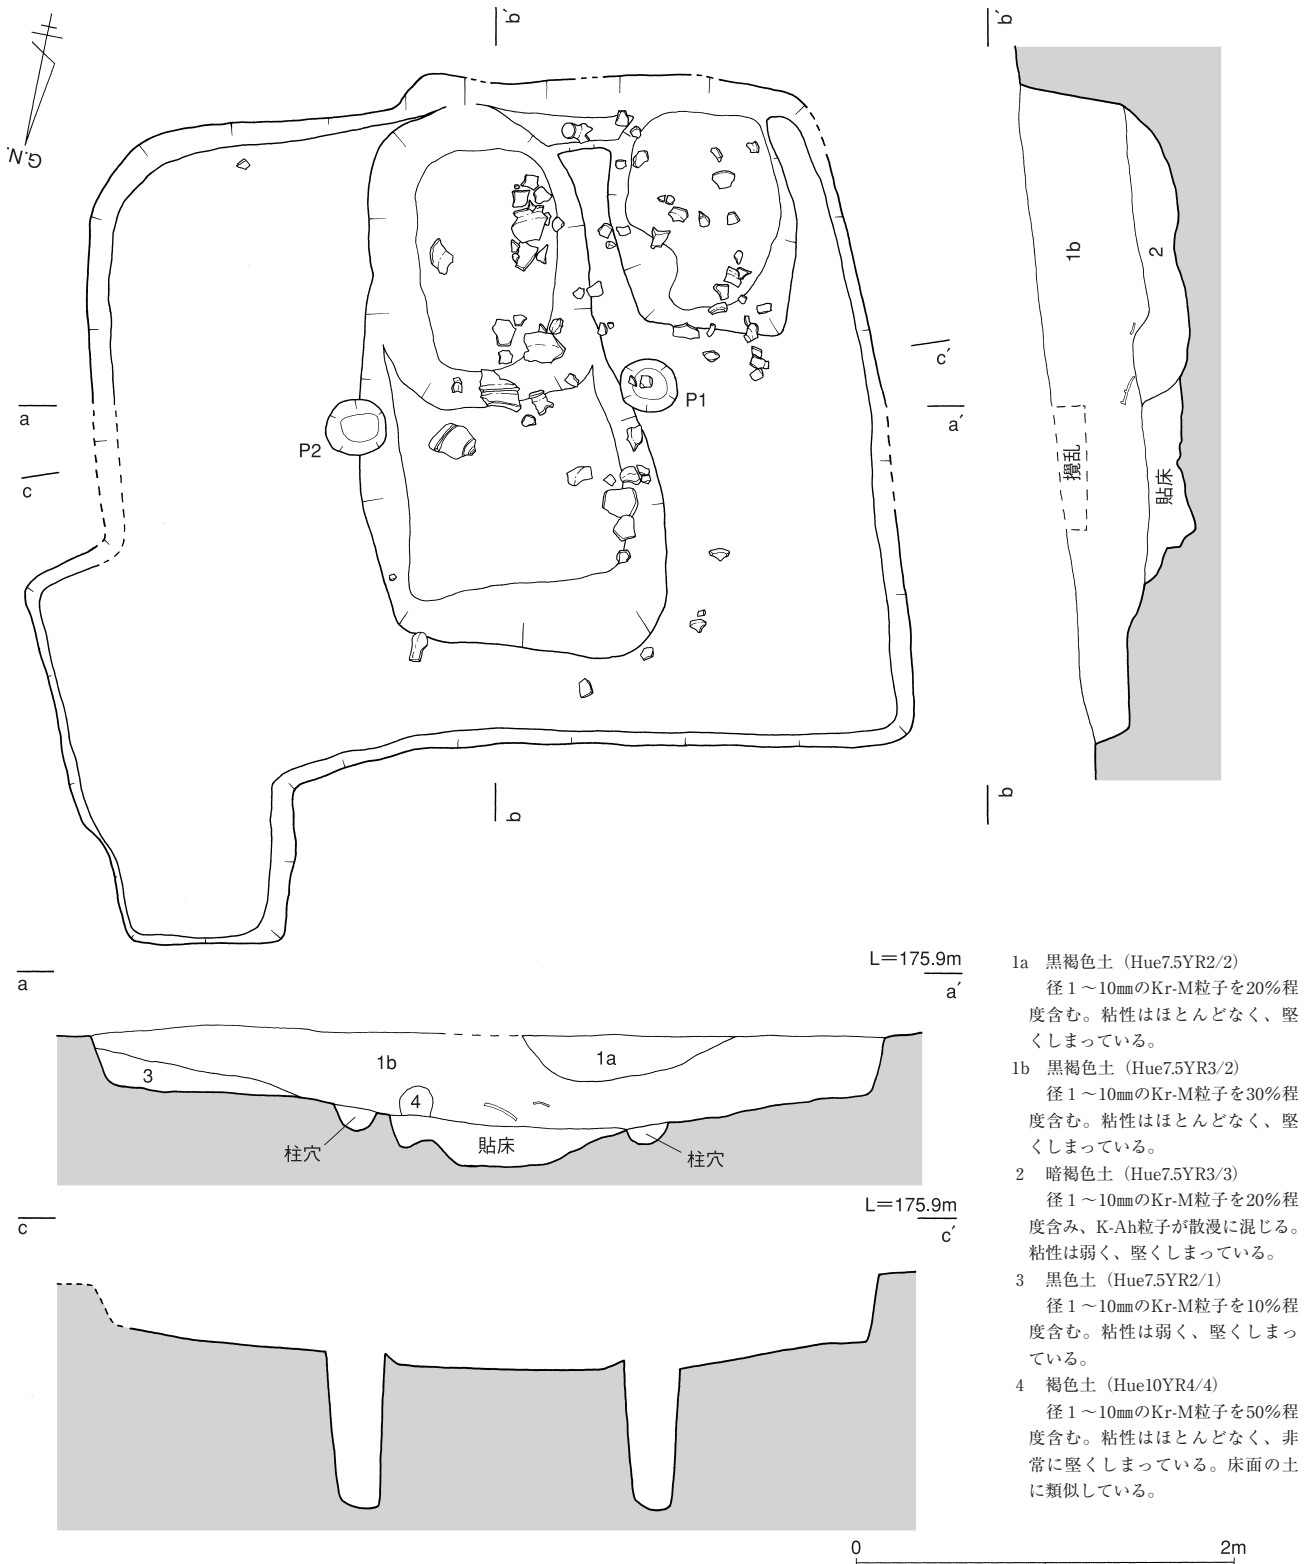 b′
b′
G.N.
1b
2
c′
a
a′
P1
P2
c
攪乱
貼床
b
b
L＝175.9m
a
a′
1b
1a
3
4
柱穴
貼床
柱穴
L＝175.9m
c
c′
1a　黒褐色土（Hue7.5YR2/2）
径１～10㎜のKr-M粒子を20％程
度含む。粘性はほとんどなく、堅
くしまっている。
1b　黒褐色土（Hue7.5YR3/2）
径１～10㎜のKr-M粒子を30％程
度含む。粘性はほとんどなく、堅
くしまっている。
2　暗褐色土（Hue7.5YR3/3）
径１～10㎜のKr-M粒子を20％程
度含み、K-Ah粒子が散漫に混じる。
粘性は弱く、堅くしまっている。
3　黒色土（Hue7.5YR2/1）
径１～10㎜のKr-M粒子を10％程
度含む。粘性は弱く、堅くしまっ
ている。
4　褐色土（Hue10YR4/4）
径１～10㎜のKr-M粒子を50％程
度含む。粘性はほとんどなく、非
常に堅くしまっている。床面の土
に類似している。
0
2m